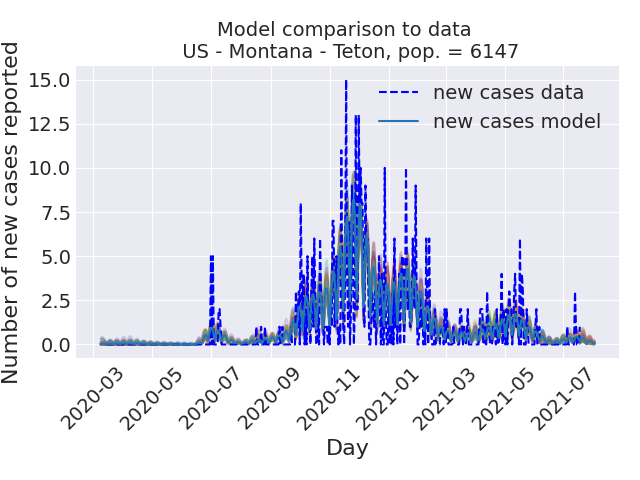 Model comparison to data
US - Montana - Teton, pop. = 6147
Number of new cases reported
15.0
12.5
10.0
7.5
5.0
2.5
0.0
new cases data
new cases model
2020-03
2020-05
2020-07
2020-09
2020-11
2021-01
2021-03
2021-05
2021-07
Day